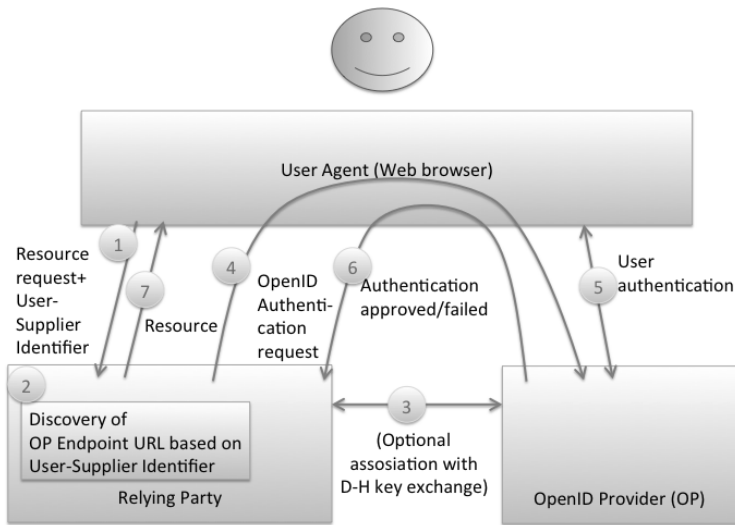 User Agent (Web browser)
1
Resource
request+
User-
Supplier
Identifier
7
Resource
4
OpenID
Authenti-
cation
request
6
Authentication
approved/failed
5
User
authentication
2
Discovery of
OP Endpoint URL based on
User-Supplier Identifier
Relying Party
3
(Optional
assosiation with
D-H key exchange)
OpenID Provider (OP)